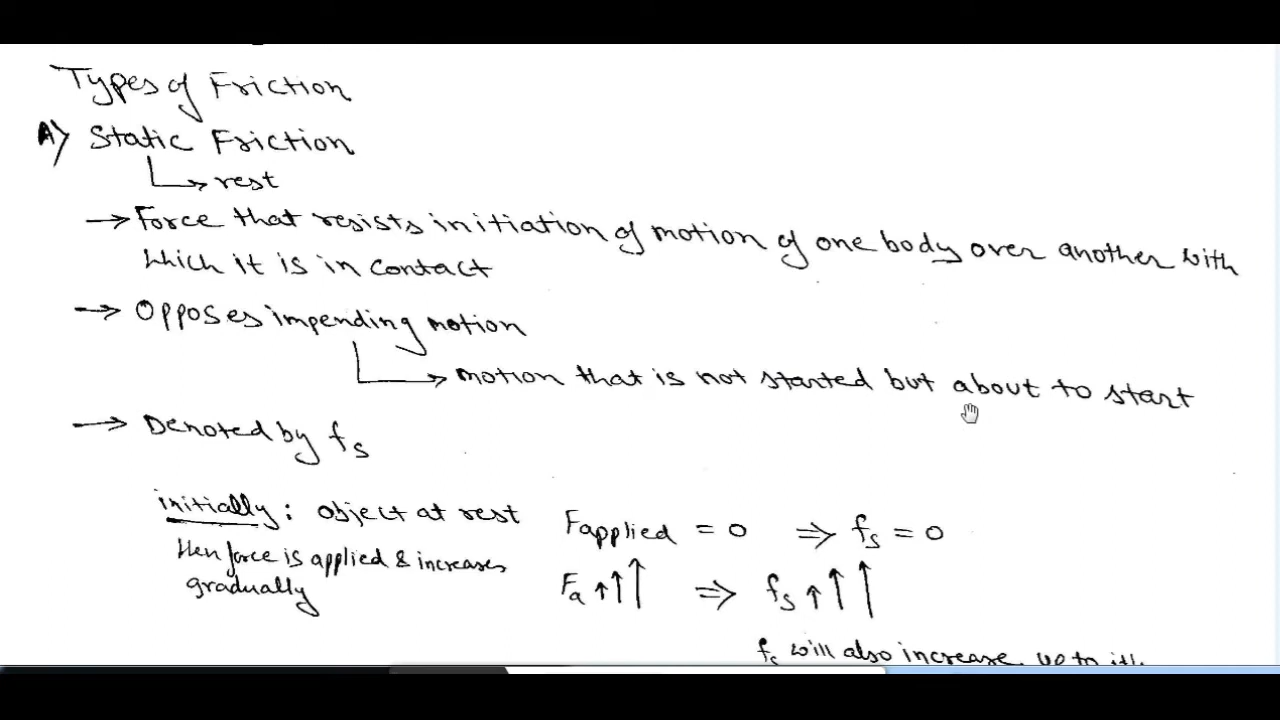 Types of Friction
A) Static Friction
rest
→ Force that resists initiation of motion of one body over another with
which it is in contact
→ Opposes impending motion
motion that is not started but about to start
→ Denoted by fs
initially: object at rest Fapplied = 0 ⇒ fs = 0
then force is applied & increases
gradually Fa ↑↑↑ ⇒ fs ↑↑↑
fs will also increase up to its